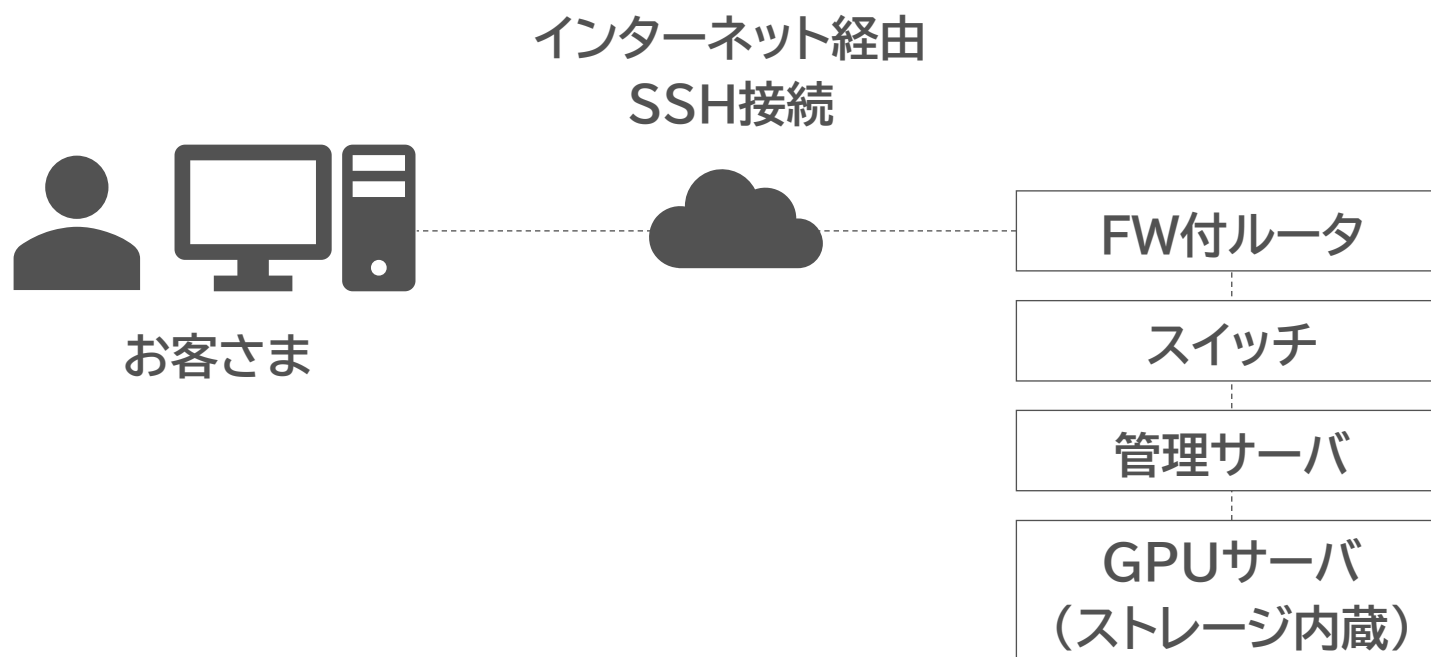 インターネット経由
SSH接続
お客さま
FW付ルータ
スイッチ
管理サーバ
GPUサーバ
（ストレージ内蔵）